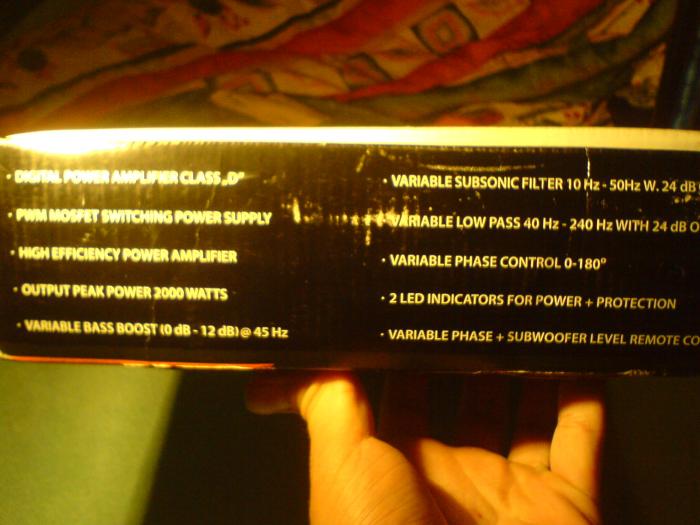 • DIGITAL POWER AMPLIFIER CLASS „D"
• PWM MOSFET SWITCHING POWER SUPPLY
• HIGH EFFICIENCY POWER AMPLIFIER
• OUTPUT PEAK POWER 2000 WATTS
• VARIABLE BASS BOOST (0 dB - 12 dB) @ 45 Hz
• VARIABLE SUBSONIC FILTER 10 Hz - 50Hz W. 24 dB
• VARIABLE LOW PASS 40 Hz - 240 Hz WITH 24 dB O
• VARIABLE PHASE CONTROL 0-180º
• 2 LED INDICATORS FOR POWER + PROTECTION
• VARIABLE PHASE + SUBWOOFER LEVEL REMOTE CO